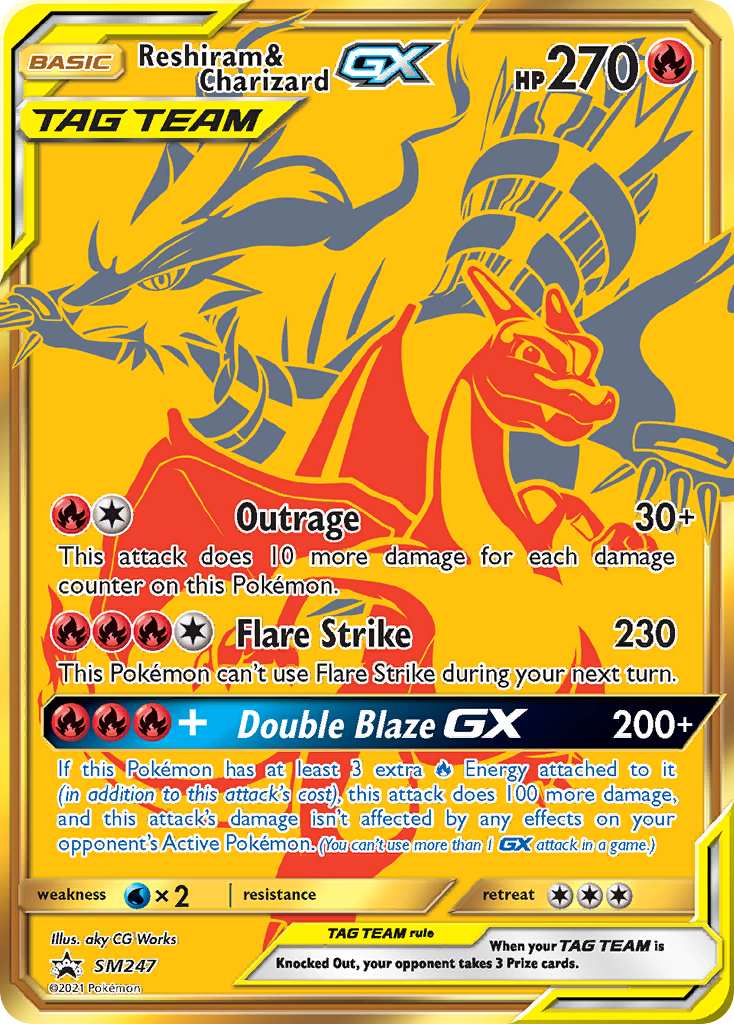 BASIC Reshiram& Charizard GX HP270
TAG TEAM
Outrage 30+
This attack does 10 more damage for each damage
counter on this Pokémon.
Flare Strike 230
This Pokémon can't use Flare Strike during your next turn.
+ Double Blaze GX 200+
If this Pokémon has at least 3 extra Energy attached to it
(in addition to this attack's cost), this attack does 100 more damage,
and this attack's damage isn't affected by any effects on your
opponent's Active Pokémon. (You can't use more than 1 GX attack in a game.)
weakness ×2 resistance retreat
Illus. aky CG Works
SM247
©2021 Pokémon
TAG TEAM rule
When your TAG TEAM is
Knocked Out, your opponent takes 3 Prize cards.